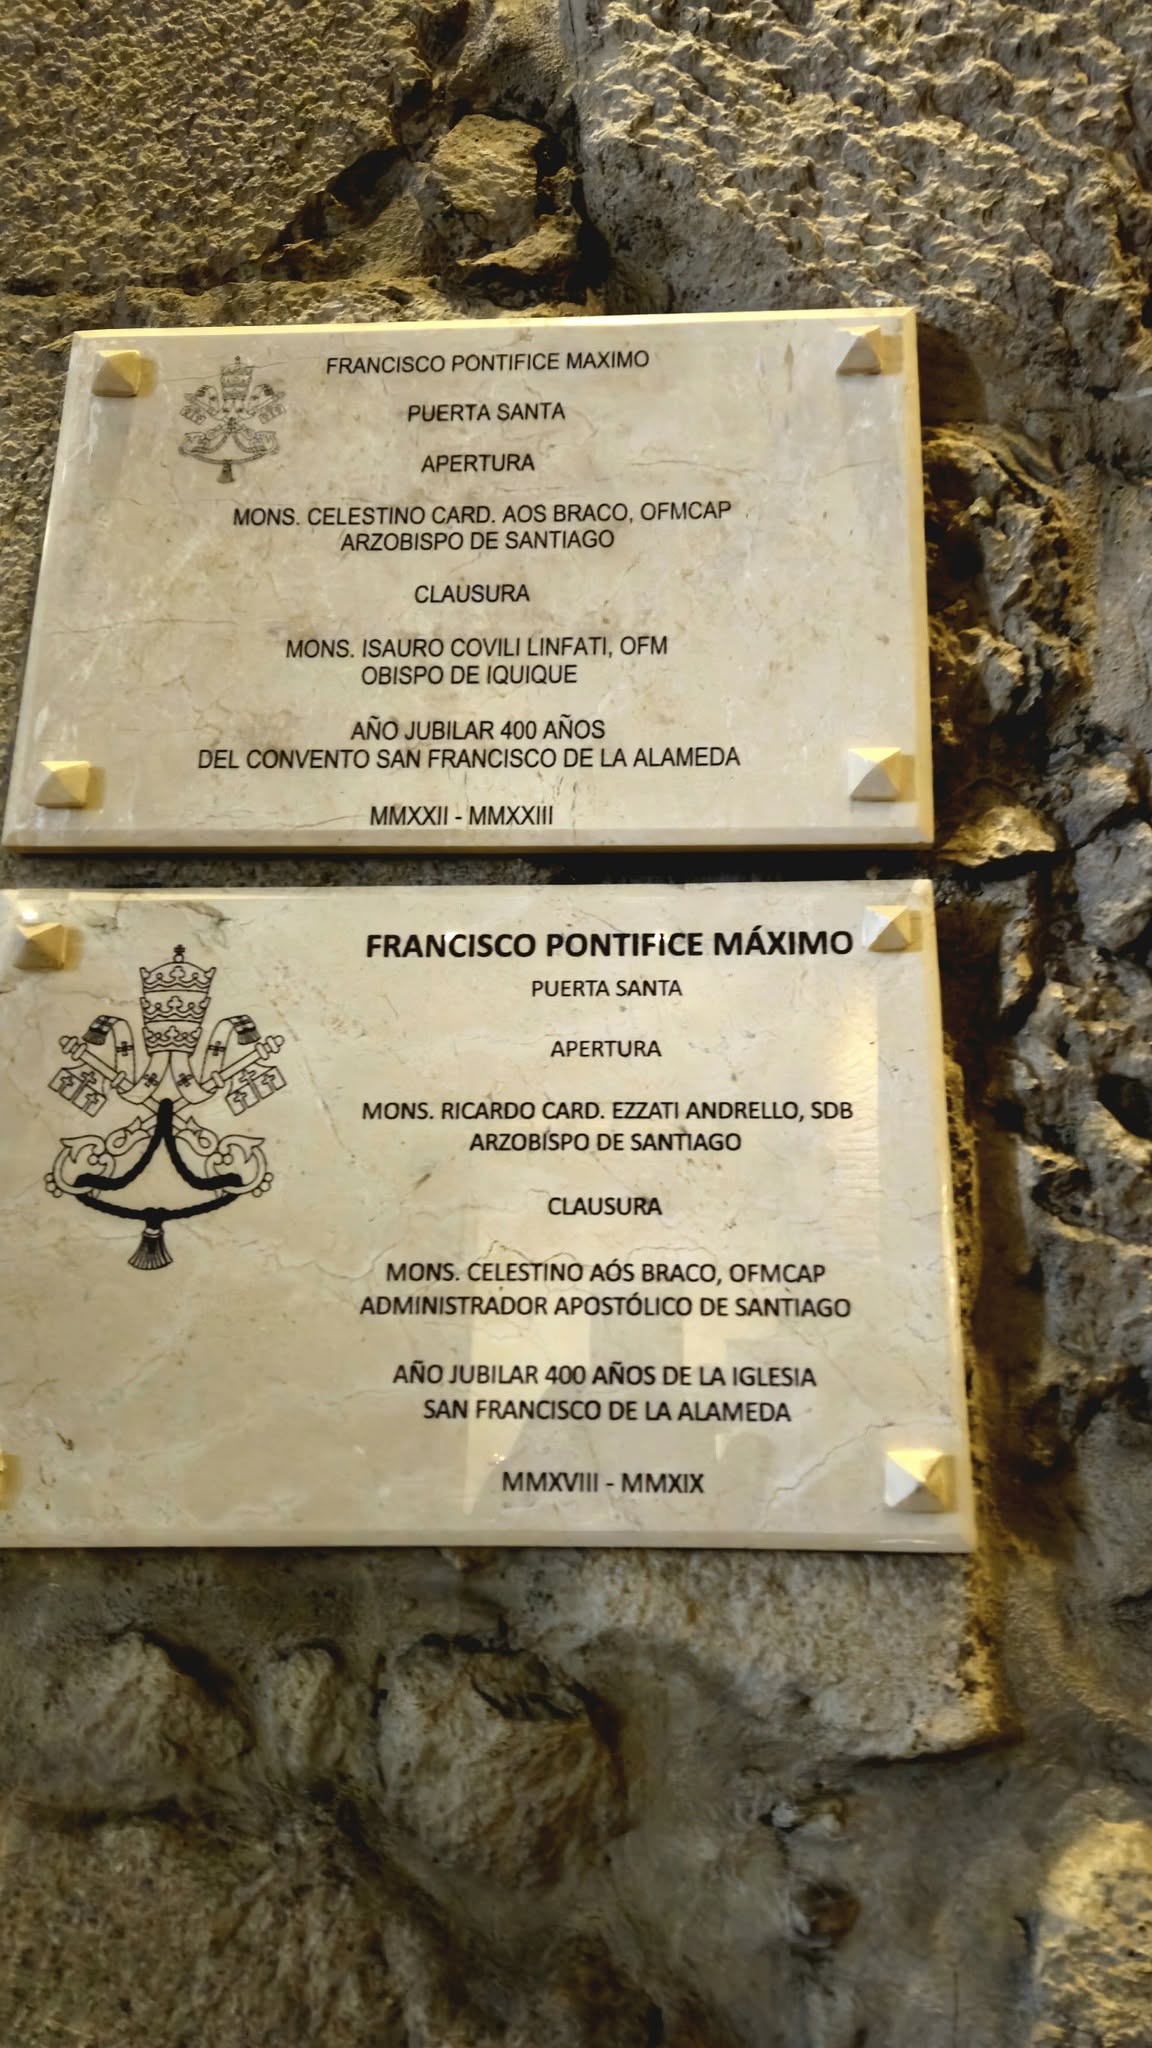 FRANCISCO PONTIFICE MAXIMO
PUERTA SANTA
APERTURA
MONS. CELESTINO CARD. AOS BRACO, OFMCAP
ARZOBISPO DE SANTIAGO
CLAUSURA
MONS. ISAURO COVILI LINFATI, OFM
OBISPO DE IQUIQUE
AÑO JUBILAR 400 AÑOS
DEL CONVENTO SAN FRANCISCO DE LA ALAMEDA
MMXXII - MMXXIII
FRANCISCO PONTIFICE MÁXIMO
PUERTA SANTA
APERTURA
MONS. RICARDO CARD. EZZATI ANDRELLO, SDB
ARZOBISPO DE SANTIAGO
CLAUSURA
MONS. CELESTINO AÓS BRACO, OFMCAP
ADMINISTRADOR APOSTÓLICO DE SANTIAGO
AÑO JUBILAR 400 AÑOS DE LA IGLESIA
SAN FRANCISCO DE LA ALAMEDA
MMXVIII - MMXIX